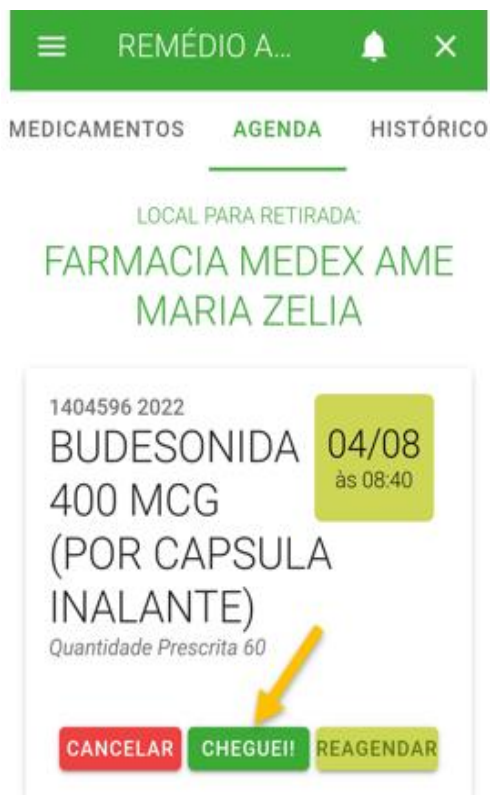 REMÉDIO A...
MEDICAMENTOS AGENDA HISTÓRICO
LOCAL PARA RETIRADA:
FARMACIA MEDEX AME
MARIA ZELIA
1404596 2022
BUDESONIDA
400 MCG
(POR CAPSULA
INALANTE)
04/08
às 08:40
Quantidade Prescrita 60
CANCELAR CHEGUEI! REAGENDAR